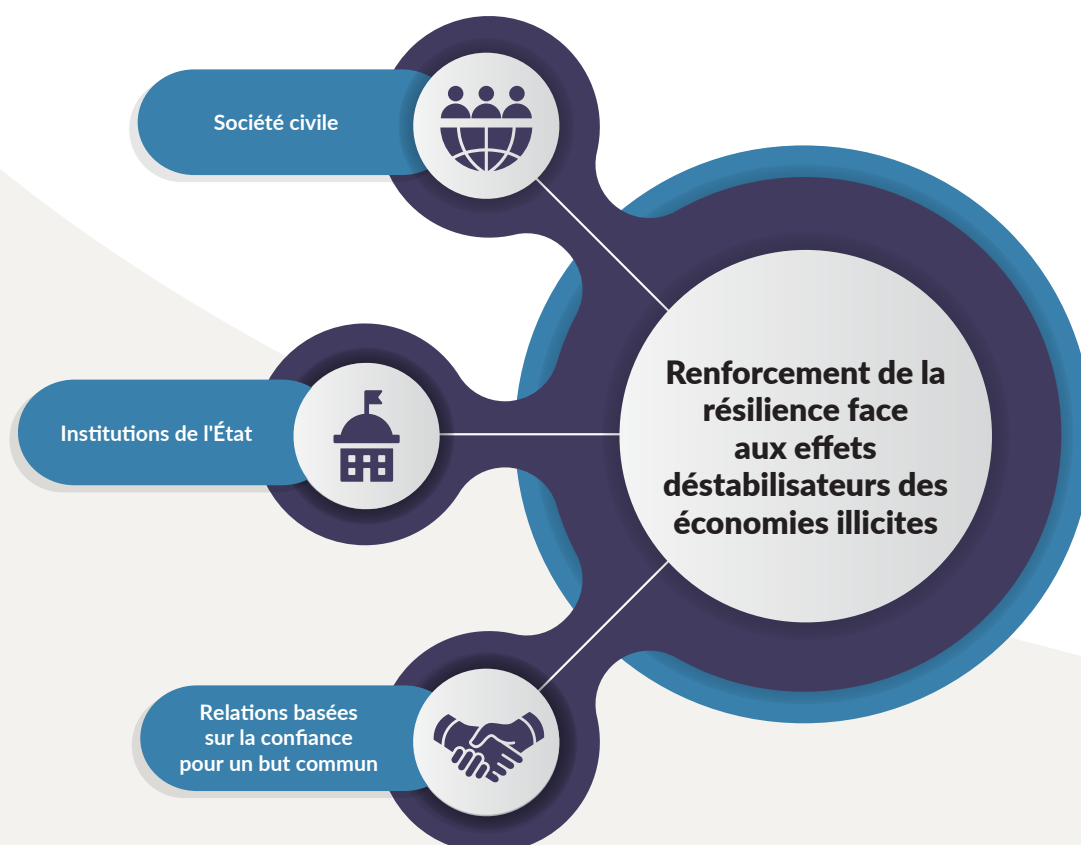 Société civile
Institutions de l'État
Renforcement de la
résilience face
aux effets
déstabilisateurs des
économies illicites
Relations basées
sur la confiance
pour un but commun